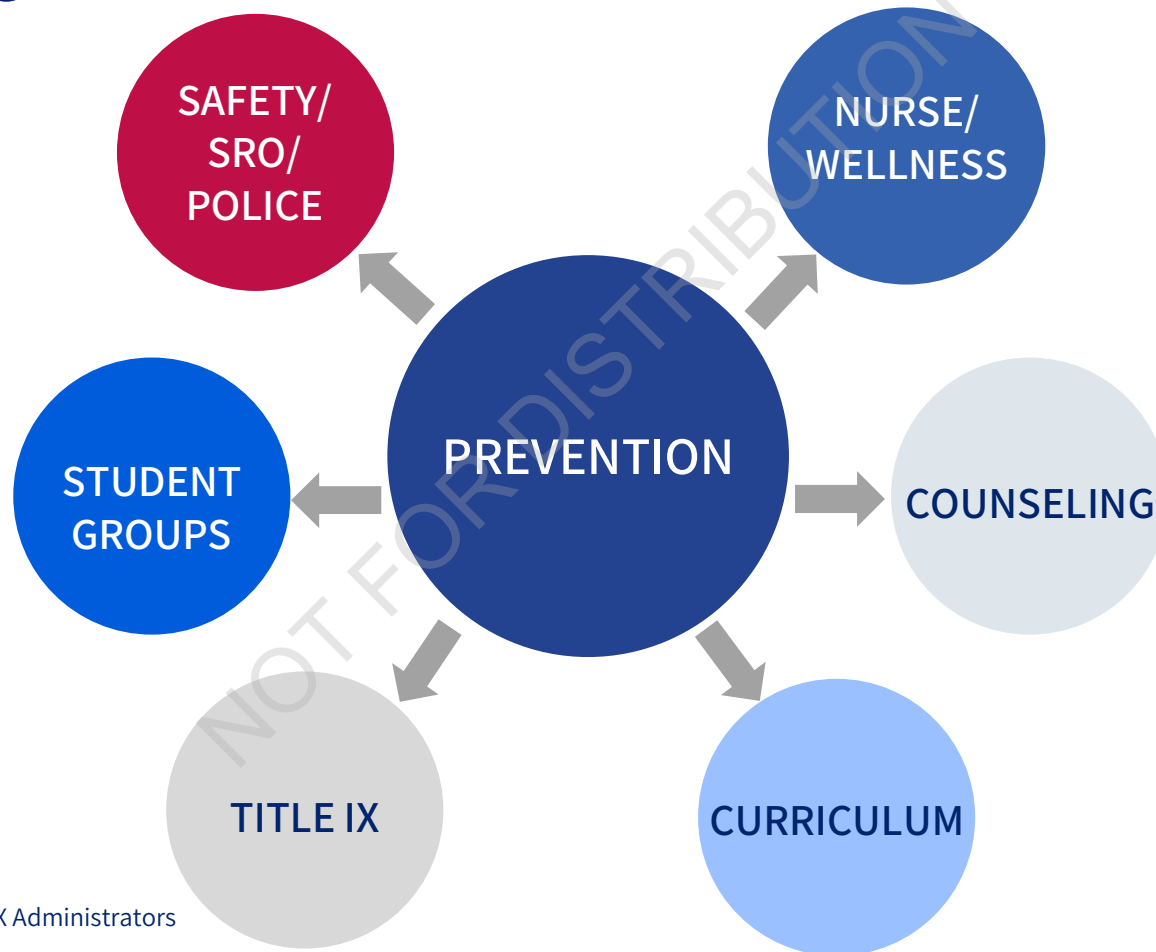 SAFETY/
SRO/
POLICE
NURSE/
WELLNESS
PREVENTION
STUDENT
GROUPS
COUNSELING
TITLE IX
CURRICULUM
NOT FOR DISTRIBUTION
X Administrators